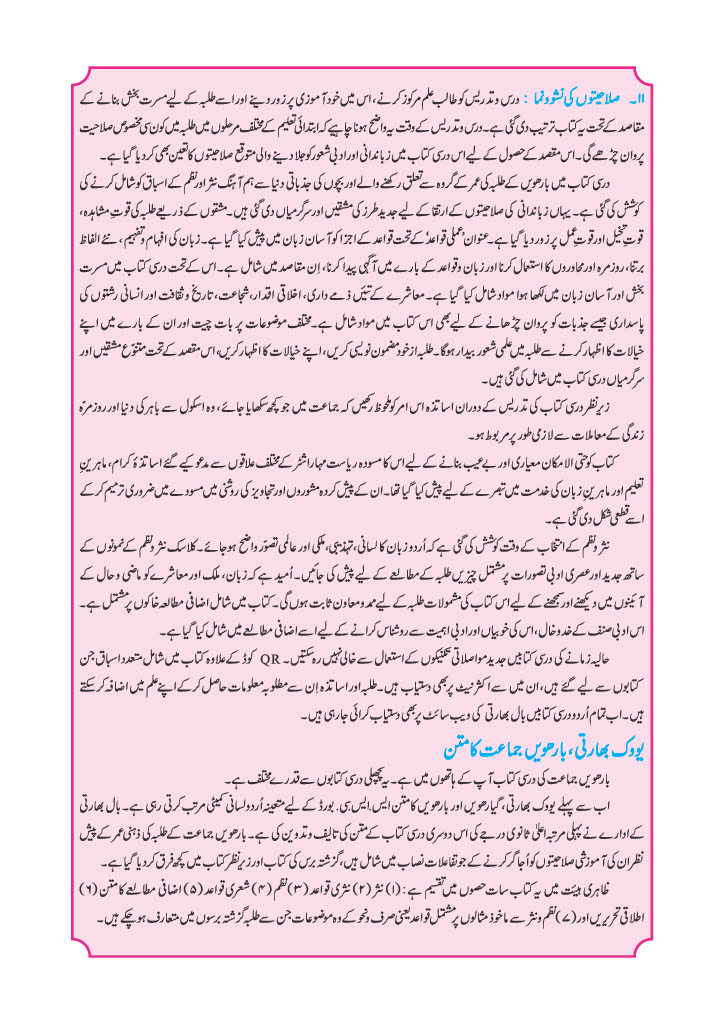 ۱۱۔ صلاحیتوں کی نشوونما : درس و تدریس کو طالب علم مرکوز کرنے، اس میں خود آموزی پر زور دینے اور اسے طلبہ کے لیے مسرت بخش بنانے کے
مقاصد کے تحت یہ کتاب ترتیب دی گئی ہے۔ درس و تدریس کے وقت یہ واضح ہونا چاہیے کہ ابتدائی تعلیم کے مختلف مرحلوں میں طلبہ میں کون سی مخصوص صلاحیت
پروان چڑھے گی۔ اس مقصد کے حصول کے لیے اس درسی کتاب میں زباندانی اور ادبی شعور کو جلا دینے والی متوقع صلاحیتوں کا تعین بھی کردیا گیا ہے۔
درسی کتاب میں بارھویں کے طلبہ کی عمر کے گروہ سے تعلق رکھنے والے اور بچوں کی جذباتی دنیا سے ہم آہنگ نثر اور نظم کے اسباق کو شامل کرنے کی
کوشش کی گئی ہے۔ یہاں زباندانی کی صلاحیتوں کے ارتقا کے لیے جدید طرز کی مشقیں اور سرگرمیاں دی گئی ہیں۔ مشقوں کے ذریعے طلبہ کی قوتِ مشاہدہ،
قوتِ تخیل اور قوتِ عمل پر زور دیا گیا ہے۔ عنوان ’عملی قواعد‘ کے تحت قواعد کے اجزا کو آسان زبان میں پیش کیا گیا ہے۔ زبان کی افہام و تفہیم، نئے الفاظ
برتنا، روزمرہ اور محاوروں کا استعمال کرنا اور زبان و قواعد کے بارے میں آگہی پیدا کرنا، اِن مقاصد میں شامل ہے۔ اس کے تحت درسی کتاب میں مسرت
بخش اور آسان زبان میں لکھا ہوا مواد شامل کیا گیا ہے۔ معاشرے کے تئیں ذمے داری، اخلاقی اقدار، شجاعت، تاریخ و ثقافت اور انسانی رشتوں کی
پاسداری جیسے جذبات کو پروان چڑھانے کے لیے بھی اس کتاب میں مواد شامل ہے۔ مختلف موضوعات پر بات چیت اور ان کے بارے میں اپنے
خیالات کا اظہار کرنے سے طلبہ میں علمی شعور بیدار ہوگا۔ طلبہ از خود مضمون نویسی کریں، اپنے خیالات کا اظہار کریں، اس مقصد کے تحت متنوّع مشقیں اور
سرگرمیاں درسی کتاب میں شامل کی گئی ہیں۔
زیرِ نظر درسی کتاب کی تدریس کے دوران اساتذہ اس امر کو ملحوظ رکھیں کہ جماعت میں جو کچھ سکھایا جائے، وہ اسکول سے باہر کی دنیا اور روزمرّہ
زندگی کے معاملات سے لازمی طور پر مربوط ہو۔
کتاب کو حتی الامکان معیاری اور بے عیب بنانے کے لیے اس کا مسودہ ریاست مہاراشٹر کے مختلف علاقوں سے مدعو کیے گئے اساتذۂ کرام، ماہرینِ
تعلیم اور ماہرینِ زبان کی خدمت میں تبصرے کے لیے پیش کیا گیا تھا۔ ان کے پیش کردہ مشوروں اور تجاویز کی روشنی میں مسودے میں ضروری ترمیم کرکے
اسے قطعی شکل دی گئی ہے۔
نثر و نظم کے انتخاب کے وقت کوشش کی گئی ہے کہ اُردو زبان کا لسانی، تہذیبی، ملکی اور عالمی تصوّر واضح ہوجائے۔ کلاسک نثر و نظم کے نمونوں کے
ساتھ جدید اور عصری ادبی تصورات پر مشتمل چیزیں طلبہ کے مطالعے کے لیے پیش کی جائیں۔ اُمید ہے کہ زبان، ملک اور معاشرے کو ماضی و حال کے
آئینوں میں دیکھنے اور سمجھنے کے لیے اس کتاب کی مشمولات طلبہ کے لیے ممد و معاون ثابت ہوں گی۔ کتاب میں شامل اضافی مطالعہ خاکوں پر مشتمل ہے۔
اس ادبی صنف کے خدوخال، اس کی خوبیاں اور ادبی اہمیت سے روشناس کرانے کے لیے اسے اضافی مطالعے میں شامل کیا گیا ہے۔
حالیہ زمانے کی درسی کتابیں جدید مواصلاتی تکنیکوں کے استعمال سے خالی نہیں رہ سکتیں۔ QR کوڈ کے علاوہ کتاب میں شامل متعدد اسباق جن
کتابوں سے لیے گئے ہیں، ان میں سے اکثر نیٹ پر بھی دستیاب ہیں۔ طلبہ اور اساتذہ اِن سے مطلوبہ معلومات حاصل کرکے اپنے علم میں اضافہ کرسکتے
ہیں۔ اب تمام اُردو درسی کتابیں بال بھارتی کی ویب سائٹ پر بھی دستیاب کرائی جارہی ہیں۔
یووک بھارتی، بارھویں جماعت کا متن
بارھویں جماعت کی درسی کتاب آپ کے ہاتھوں میں ہے۔ یہ پچھلی درسی کتابوں سے قدرے مختلف ہے۔
اب سے پہلے یووک بھارتی، گیارھویں اور بارھویں کا متن ایس.ایس.سی. بورڈ کے لیے متعینہ اُردو لسانی کمیٹی مرتب کرتی رہی ہے۔ بال بھارتی
کے ادارے نے پہلی مرتبہ اعلیٰ ثانوی درجے کی اس دوسری درسی کتاب کے متن کی تالیف و تدوین کی ہے۔ بارھویں جماعت کے طلبہ کی ذہنی عمر کے پیش
نظر ان کی آموزشی صلاحیتوں کو اُجاگر کرنے کے جو تفاعلات نصاب میں شامل ہیں، گزشتہ برس کی کتاب اور زیرِ نظر کتاب میں کچھ فرق کردیا گیا ہے۔
ظاہری ہیئت میں یہ کتاب سات حصوں میں تقسیم ہے: (۱) نثر (۲) نثری قواعد (۳) نظم (۴) شعری قواعد (۵) اضافی مطالعے کا متن (۶)
اطلاقی تحریریں اور (۷) نظم و نثر سے ماخوذ مثالوں پر مشتمل قواعد یعنی صرف و نحو کے وہ موضوعات جن سے طلبہ گزشتہ برسوں میں متعارف ہوچکے ہیں۔